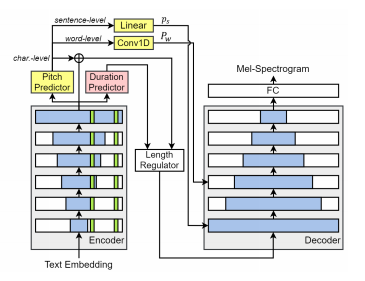 sentence-level
Linear
pₛ
word-level
Conv1D
P_w
char.-level
Pitch
Predictor
Duration
Predictor
Mel-Spectrogram
FC
Length
Regulator
Encoder
Decoder
Text Embedding